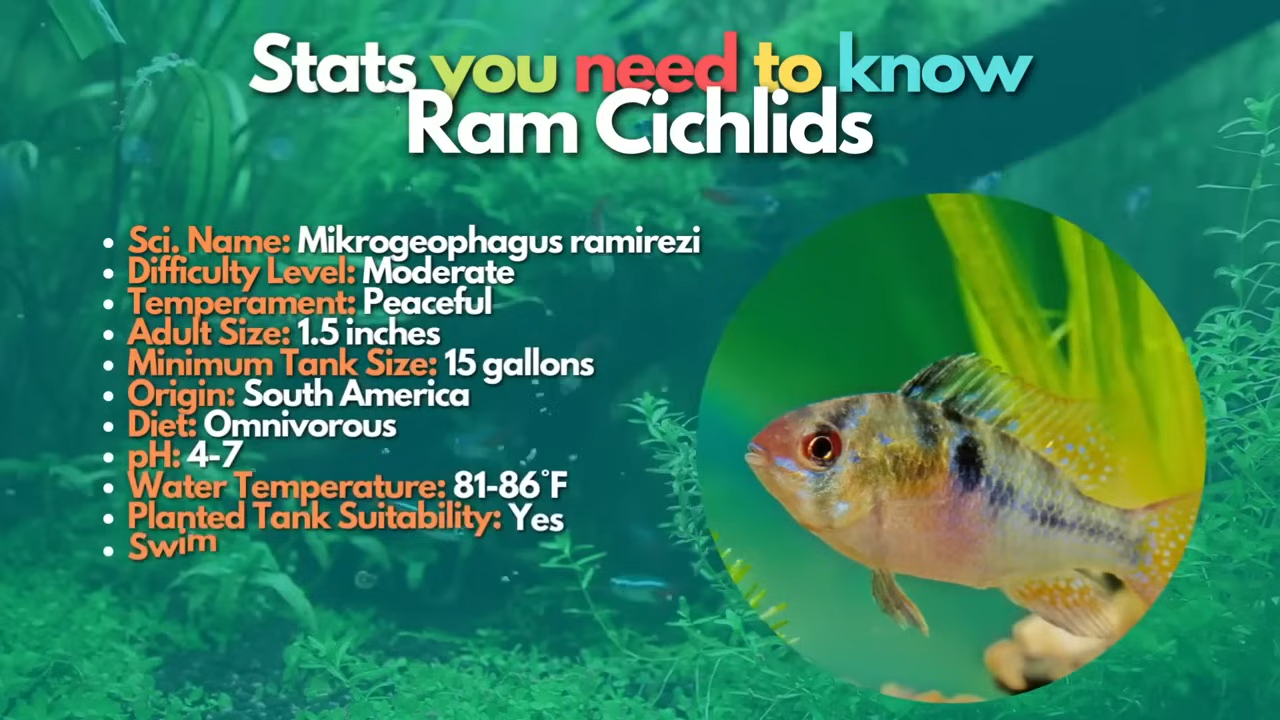 Stats you need to know
Ram Cichlids
Sci. Name: Mikrogeophagus ramirezi
Difficulty Level: Moderate
Temperament: Peaceful
Adult Size: 1.5 inches
Minimum Tank Size: 15 gallons
Origin: South America
Diet: Omnivorous
pH: 4-7
Water Temperature: 81-86°F
Planted Tank Suitability: Yes
Swim